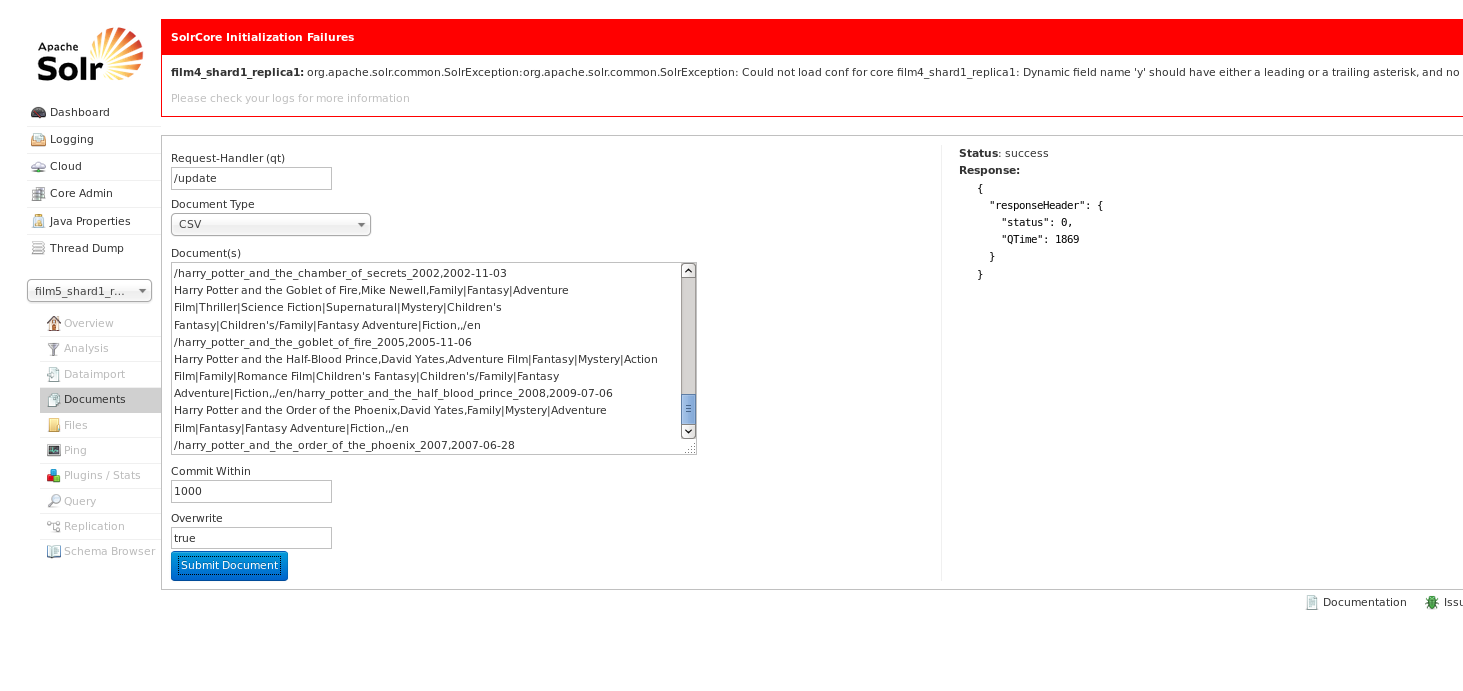 Apache
Solr
SolrCore Initialization Failures
film4_shard1_replica1: org.apache.solr.common.SolrException:org.apache.solr.common.SolrException: Could not load conf for core film4_shard1_replica1: Dynamic field name 'y' should have either a leading or a trailing asterisk, and no
Please check your logs for more information
Dashboard
Logging
Cloud
Core Admin
Java Properties
Thread Dump
film5_shard1_r...
Overview
Analysis
Dataimport
Documents
Files
Ping
Plugins / Stats
Query
Replication
Schema Browser
Request-Handler (qt)
/update
Document Type
CSV
Document(s)
/harry_potter_and_the_chamber_of_secrets_2002,2002-11-03
Harry Potter and the Goblet of Fire,Mike Newell,Family|Fantasy|Adventure
Film|Thriller|Science Fiction|Supernatural|Mystery|Children's
Fantasy|Children's/Family|Fantasy Adventure|Fiction,,/en
/harry_potter_and_the_goblet_of_fire_2005,2005-11-06
Harry Potter and the Half-Blood Prince,David Yates,Adventure Film|Fantasy|Mystery|Action
Film|Family|Romance Film|Children's Fantasy|Children's/Family|Fantasy
Adventure|Fiction,,/en/harry_potter_and_the_half_blood_prince_2008,2009-07-06
Harry Potter and the Order of the Phoenix,David Yates,Family|Mystery|Adventure
Film|Fantasy|Fantasy Adventure|Fiction,,/en
/harry_potter_and_the_order_of_the_phoenix_2007,2007-06-28
Commit Within
1000
Overwrite
true
Submit Document
Status: success
Response:
{
"responseHeader": {
"status": 0,
"QTime": 1869
}
}
Documentation
Issu